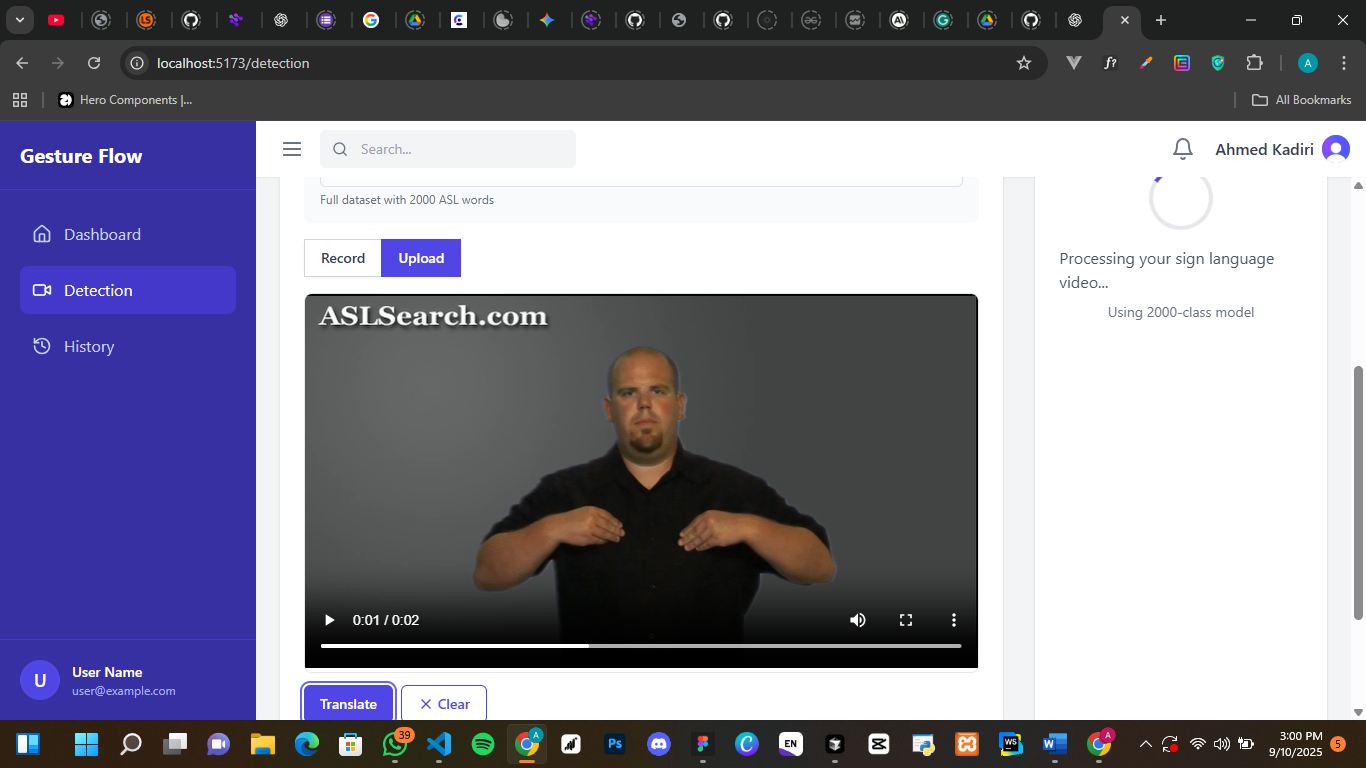 localhost:5173/detection
Hero Components |...
All Bookmarks
Gesture Flow
Search...
Ahmed Kadiri
Dashboard
Detection
History
Full dataset with 2000 ASL words
Record
Upload
ASLSearch.com
0:01 / 0:02
Translate
Clear
Processing your sign language
video...
Using 2000-class model
U
User Name
user@example.com
39
A
Ps
EN
WS
W
A
3:00 PM
9/10/2025
5